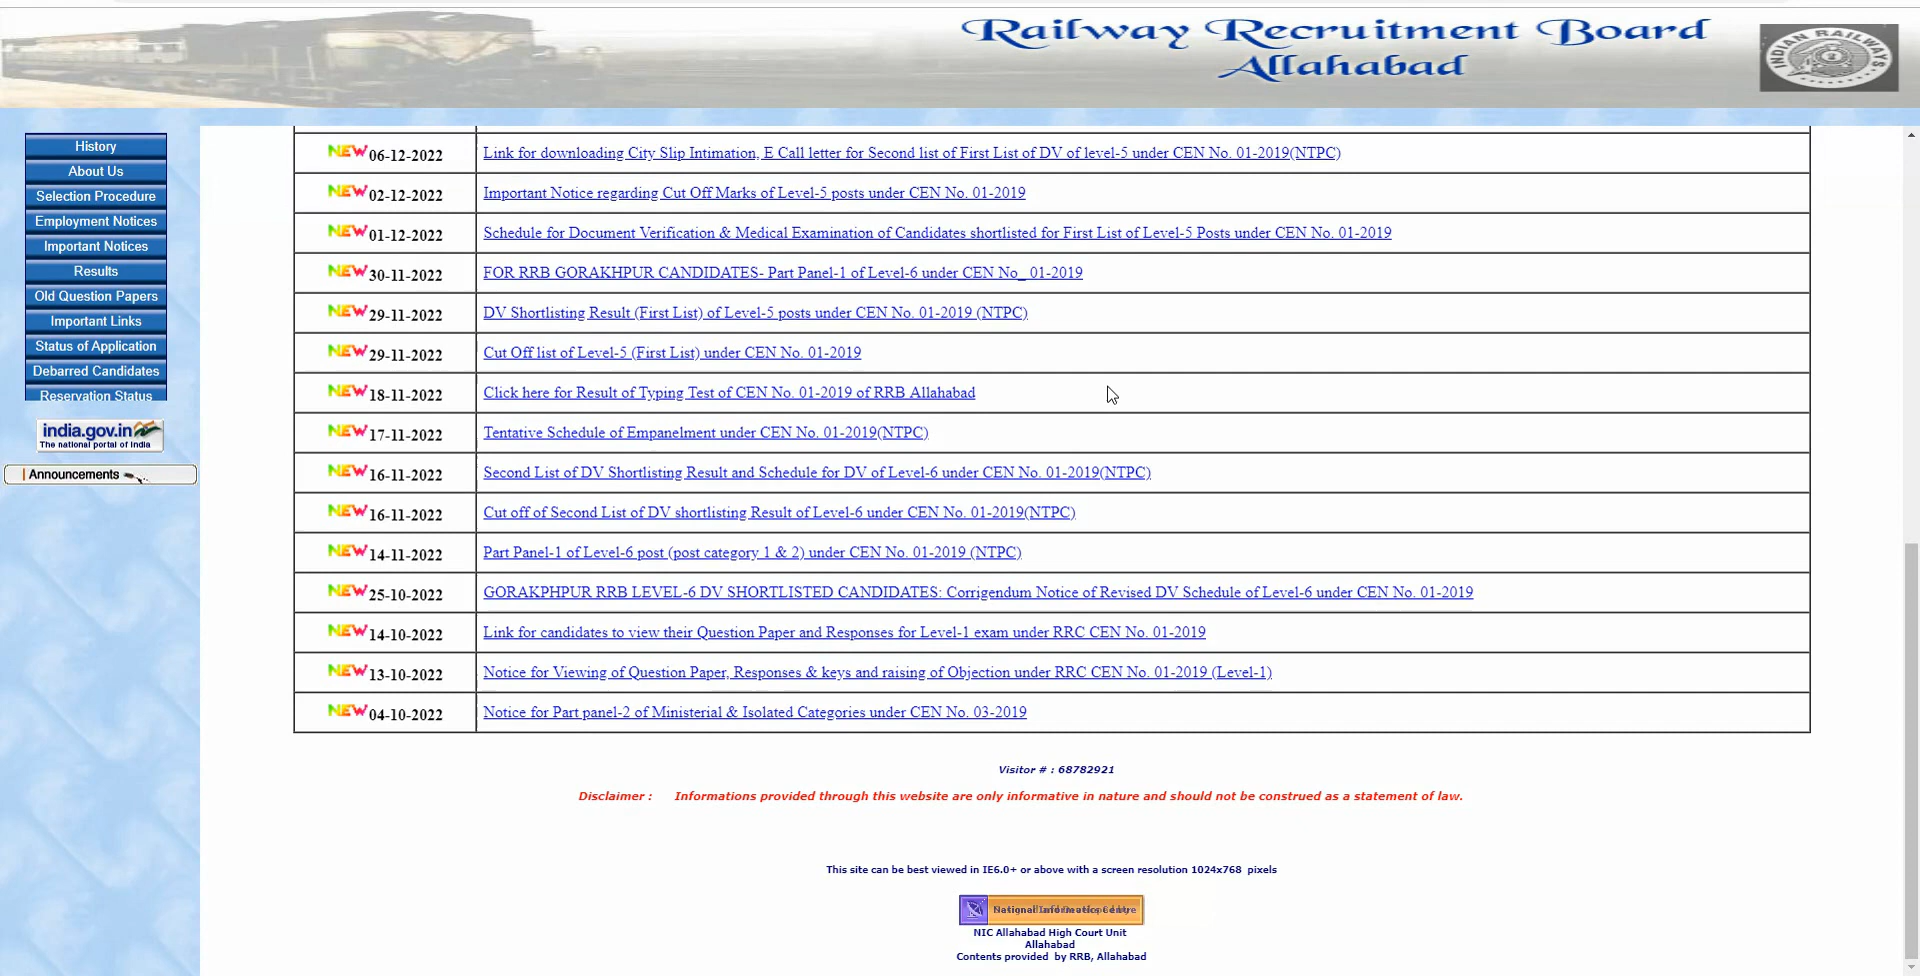 Railway Recruitment Board
Allahabad
INDIAN RAILWAYS
History
About Us
Selection Procedure
Employment Notices
Important Notices
Results
Old Question Papers
Important Links
Status of Application
Debarred Candidates
Reservation Status
india.gov.in
The national portal of India
Announcements
NEW 06-12-2022 Link for downloading City Slip Intimation, E Call letter for Second list of First List of DV of level-5 under CEN No. 01-2019(NTPC)
NEW 02-12-2022 Important Notice regarding Cut Off Marks of Level-5 posts under CEN No. 01-2019
NEW 01-12-2022 Schedule for Document Verification & Medical Examination of Candidates shortlisted for First List of Level-5 Posts under CEN No. 01-2019
NEW 30-11-2022 FOR RRB GORAKHPUR CANDIDATES- Part Panel-1 of Level-6 under CEN No_ 01-2019
NEW 29-11-2022 DV Shortlisting Result (First List) of Level-5 posts under CEN No. 01-2019 (NTPC)
NEW 29-11-2022 Cut Off list of Level-5 (First List) under CEN No. 01-2019
NEW 18-11-2022 Click here for Result of Typing Test of CEN No. 01-2019 of RRB Allahabad
NEW 17-11-2022 Tentative Schedule of Empanelment under CEN No. 01-2019(NTPC)
NEW 16-11-2022 Second List of DV Shortlisting Result and Schedule for DV of Level-6 under CEN No. 01-2019(NTPC)
NEW 16-11-2022 Cut off of Second List of DV shortlisting Result of Level-6 under CEN No. 01-2019(NTPC)
NEW 14-11-2022 Part Panel-1 of Level-6 post (post category 1 & 2) under CEN No. 01-2019 (NTPC)
NEW 25-10-2022 GORAKPHPUR RRB LEVEL-6 DV SHORTLISTED CANDIDATES: Corrigendum Notice of Revised DV Schedule of Level-6 under CEN No. 01-2019
NEW 14-10-2022 Link for candidates to view their Question Paper and Responses for Level-1 exam under RRC CEN No. 01-2019
NEW 13-10-2022 Notice for Viewing of Question Paper, Responses & keys and raising of Objection under RRC CEN No. 01-2019 (Level-1)
NEW 04-10-2022 Notice for Part panel-2 of Ministerial & Isolated Categories under CEN No. 03-2019
Visitor # : 68782921
Disclaimer : Informations provided through this website are only informative in nature and should not be construed as a statement of law.
This site can be best viewed in IE6.0+ or above with a screen resolution 1024x768 pixels
National Informatics Centre
NIC Allahabad High Court Unit
Allahabad
Contents provided by RRB, Allahabad